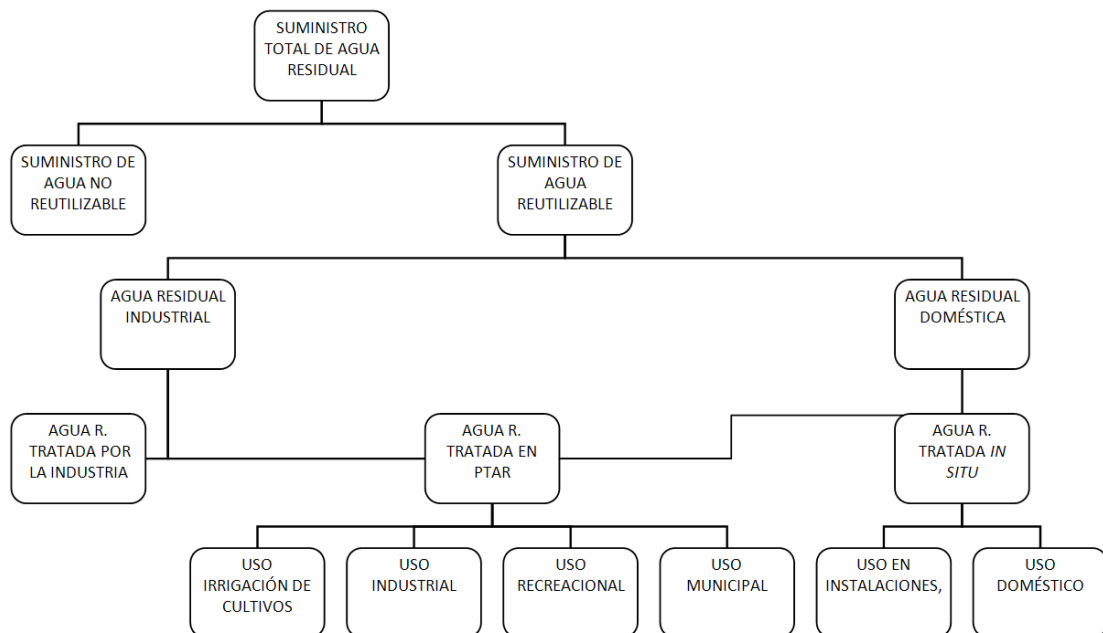 SUMINISTRO
TOTAL DE AGUA
RESIDUAL
SUMINISTRO DE
AGUA NO
REUTILIZABLE
SUMINISTRO DE
AGUA
REUTILIZABLE
AGUA RESIDUAL
INDUSTRIAL
AGUA RESIDUAL
DOMÉSTICA
AGUA R.
TRATADA POR
LA INDUSTRIA
AGUA R.
TRATADA EN
PTAR
AGUA R.
TRATADA IN
SITU
USO
IRRIGACIÓN DE
CULTIVOS
USO
INDUSTRIAL
USO
RECREACIONAL
USO
MUNICIPAL
USO EN
INSTALACIONES,
USO
DOMÉSTICO